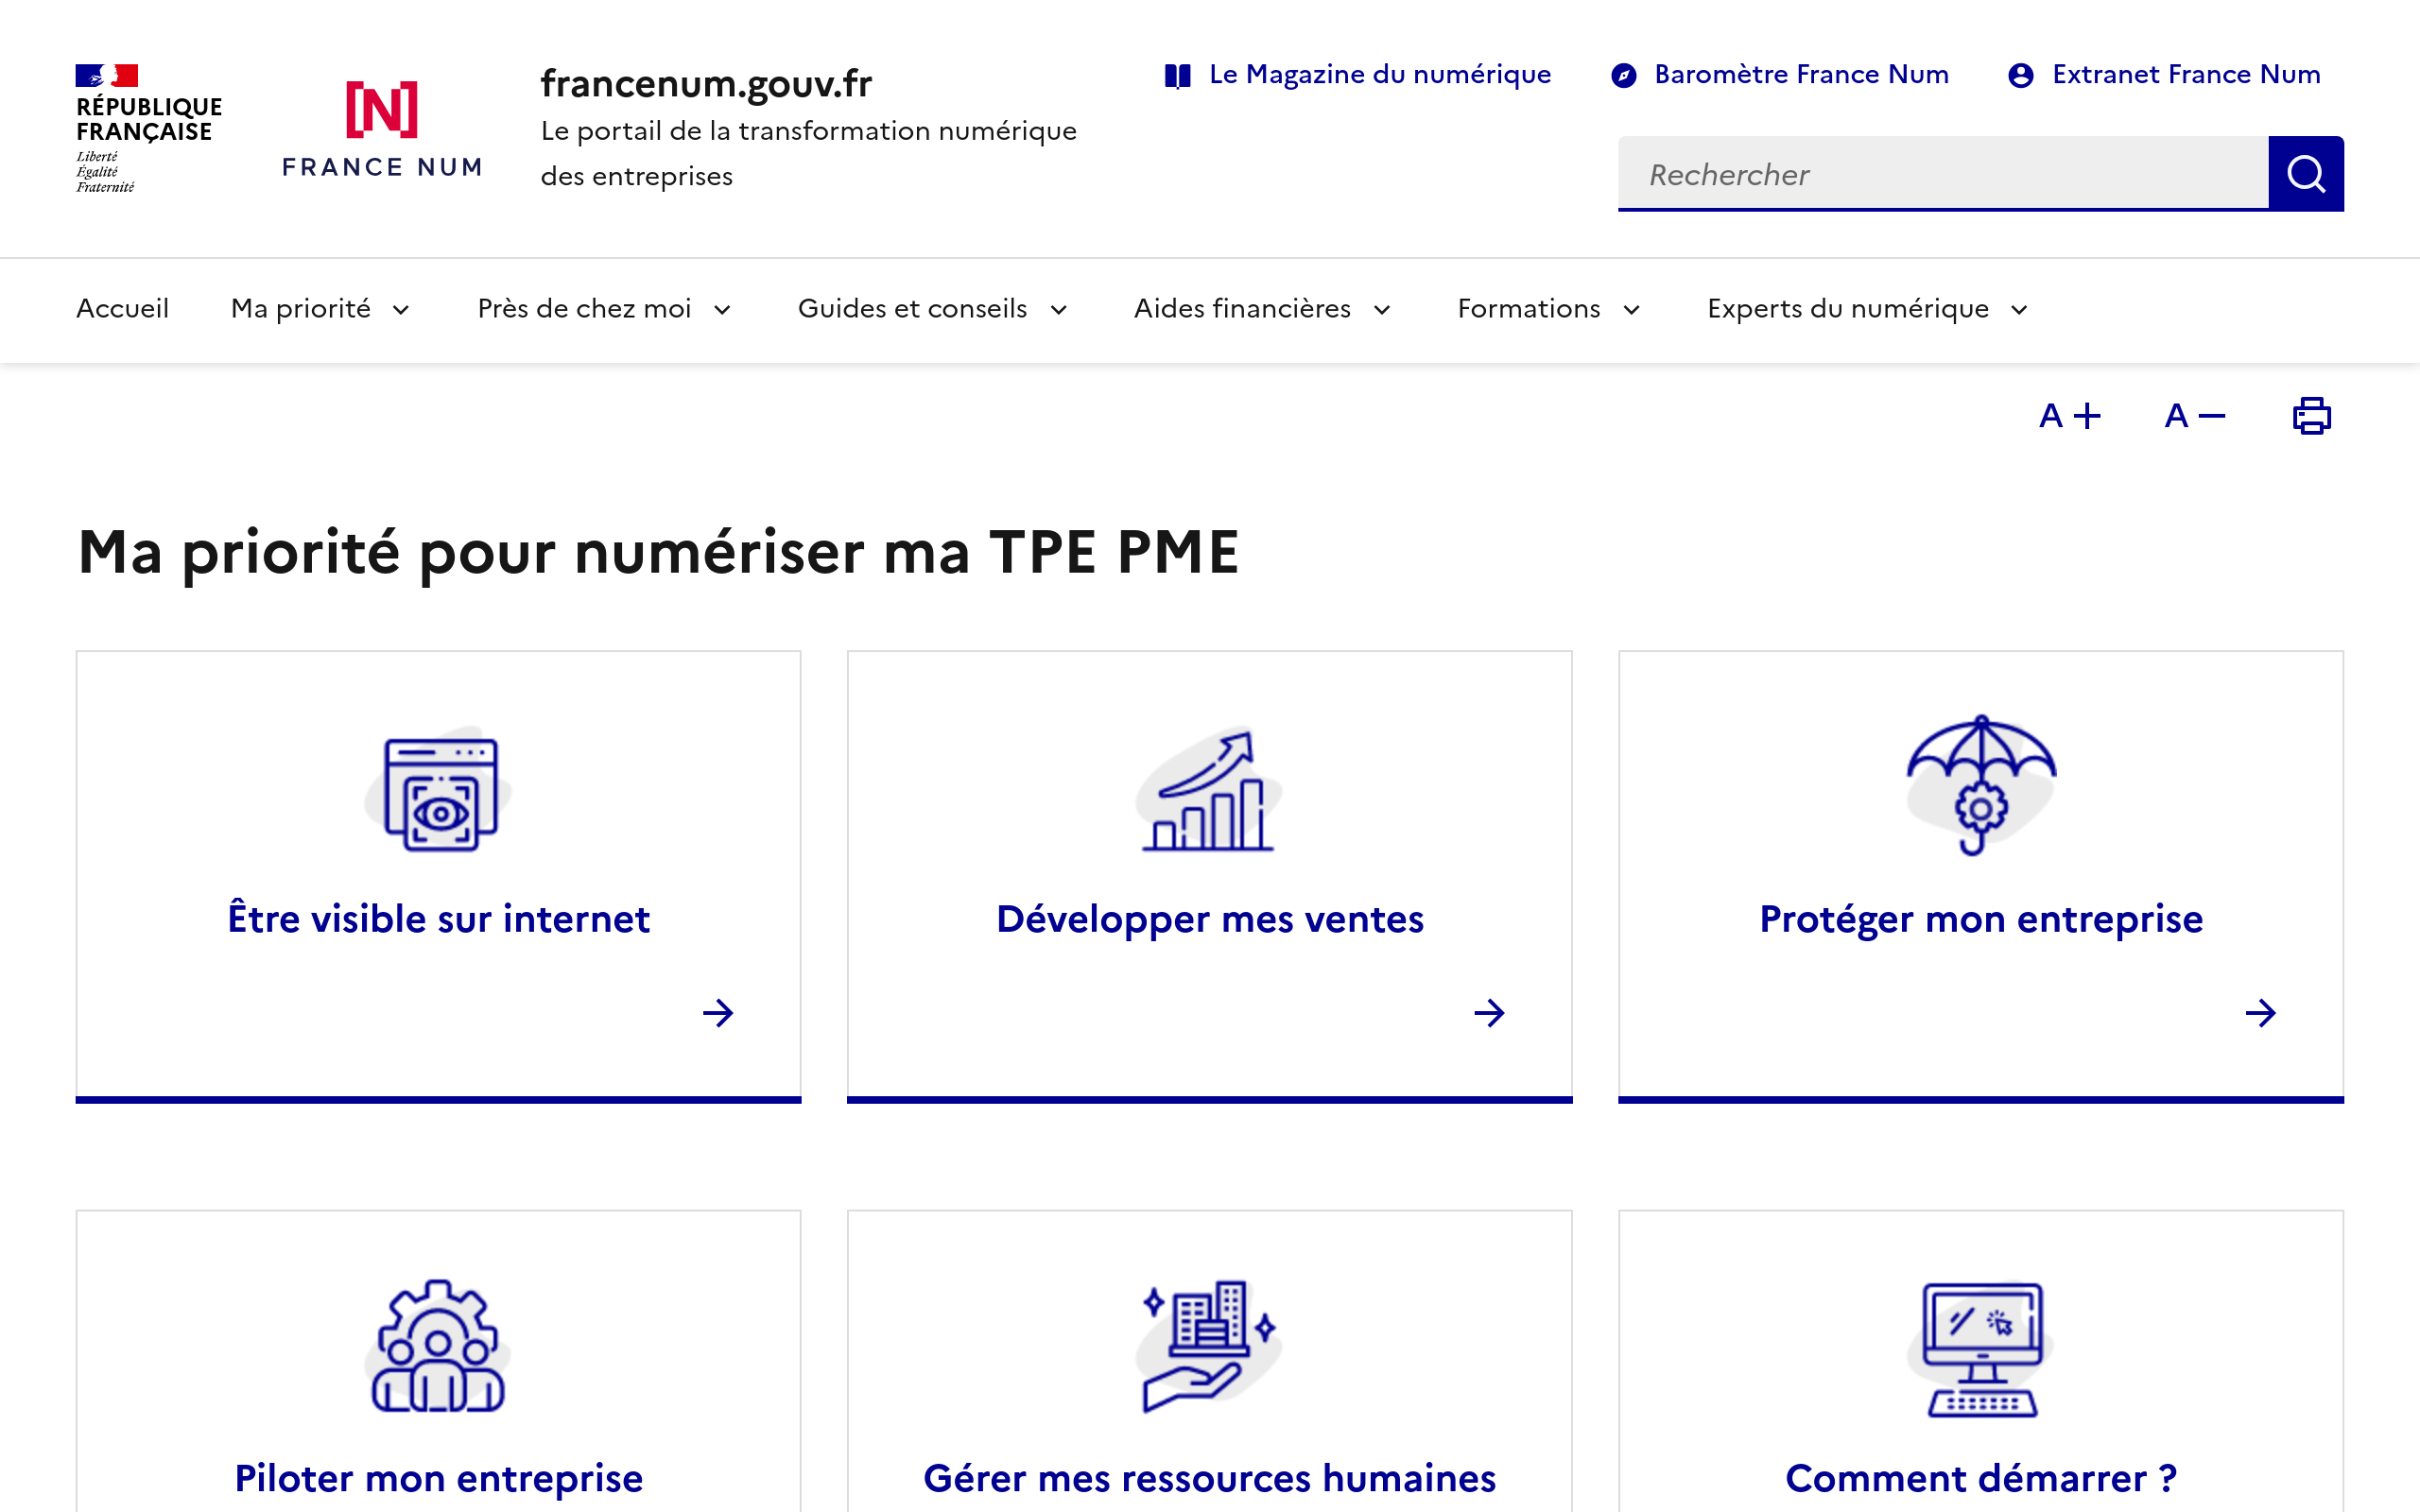 RÉPUBLIQUE
FRANÇAISE
Liberté
Égalité
Fraternité
[N]
FRANCE NUM
francenum.gouv.fr
Le portail de la transformation numérique
des entreprises
Le Magazine du numérique
Baromètre France Num
Extranet France Num
Rechercher
Accueil
Ma priorité
Près de chez moi
Guides et conseils
Aides financières
Formations
Experts du numérique
A+
A−
Ma priorité pour numériser ma TPE PME
Être visible sur internet
Développer mes ventes
Protéger mon entreprise
Piloter mon entreprise
Gérer mes ressources humaines
Comment démarrer ?